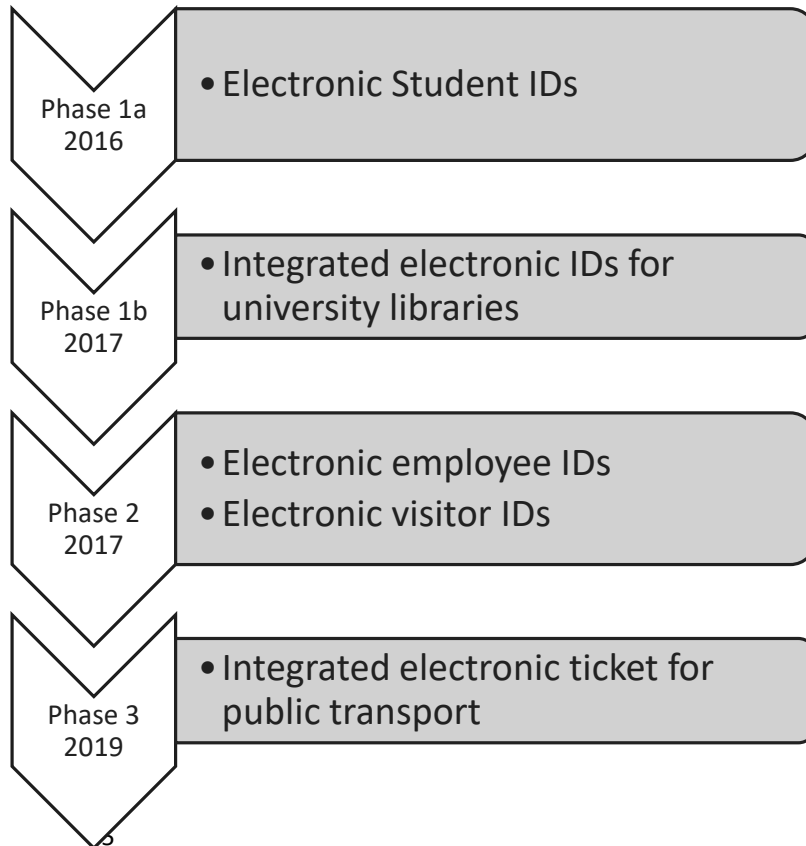 Phase 1a
2016
• Electronic Student IDs
Phase 1b
2017
• Integrated electronic IDs for
university libraries
Phase 2
2017
• Electronic employee IDs
• Electronic visitor IDs
Phase 3
2019
• Integrated electronic ticket for
public transport